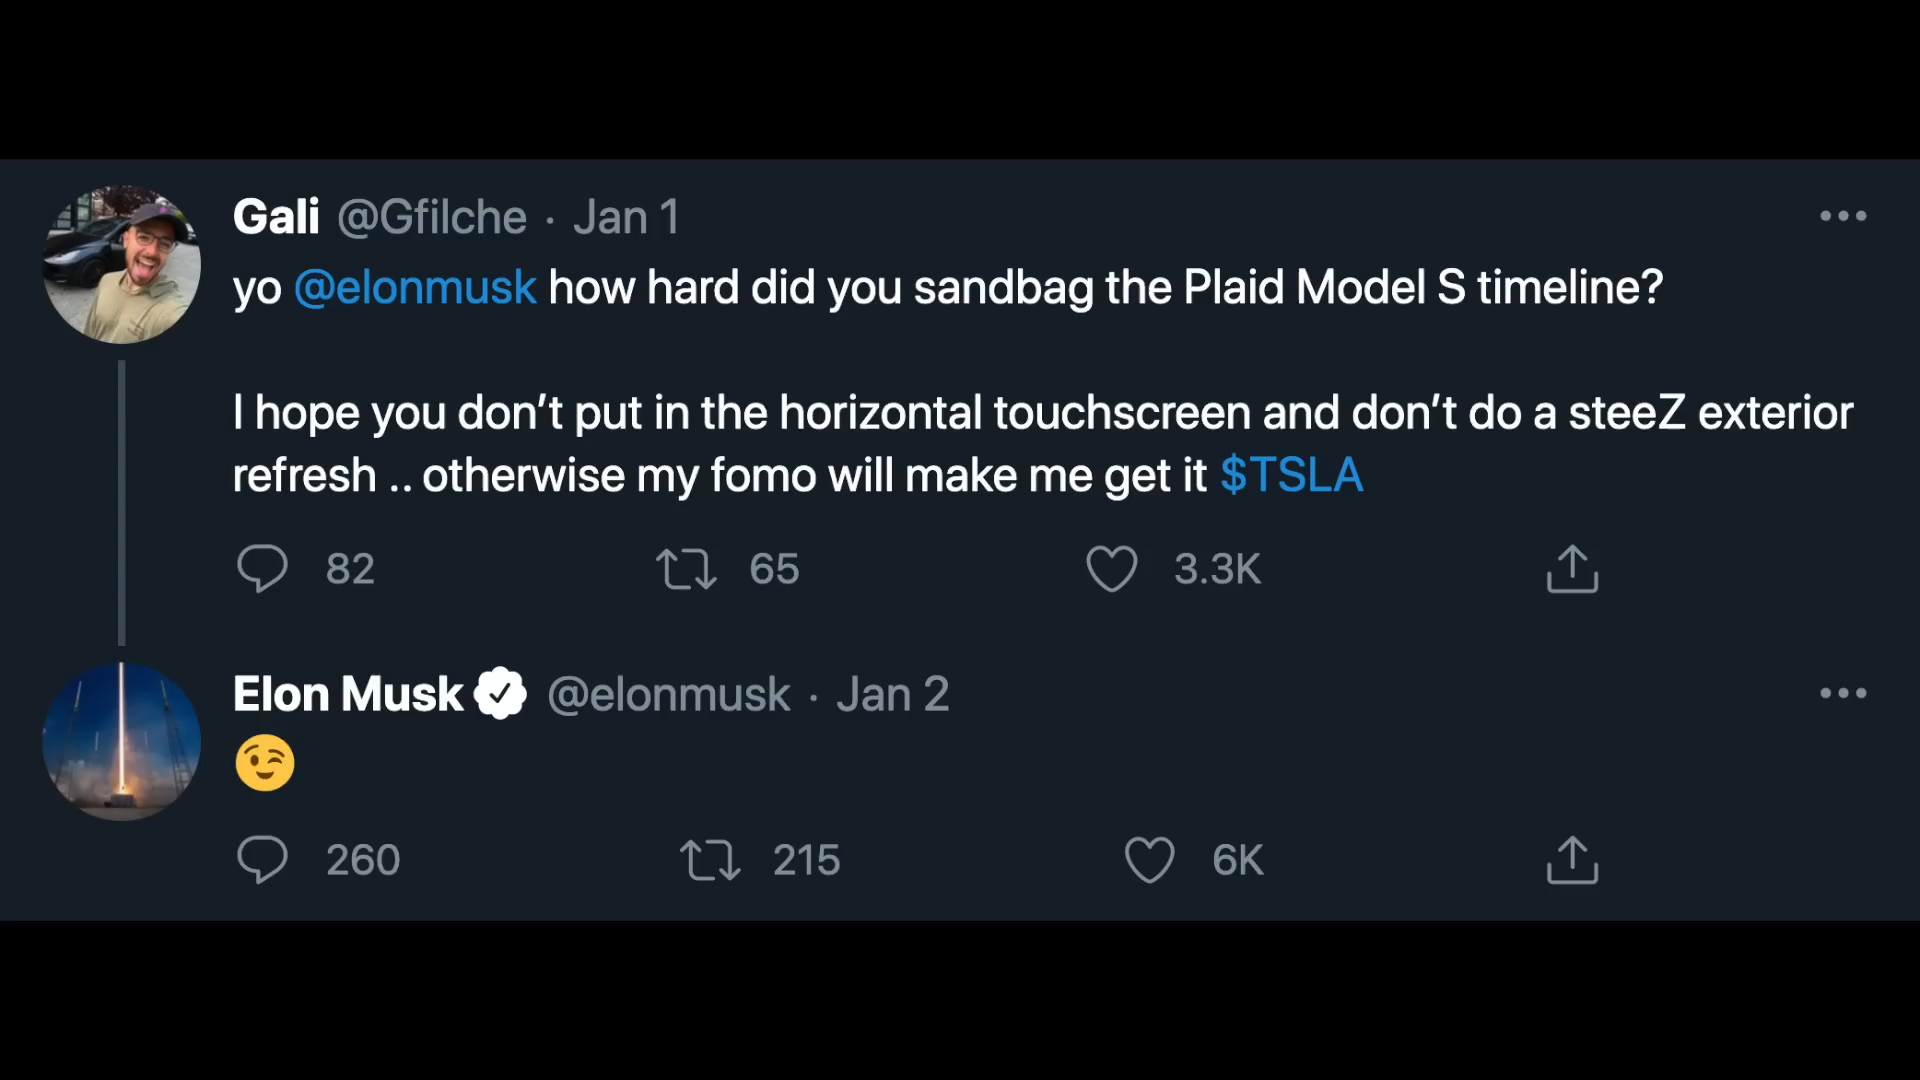 Gali @Gfilche · Jan 1
yo @elonmusk how hard did you sandbag the Plaid Model S timeline?
I hope you don’t put in the horizontal touchscreen and don’t do a steeZ exterior
refresh .. otherwise my fomo will make me get it $TSLA
82 65 3.3K
Elon Musk @elonmusk · Jan 2
😉
260 215 6K